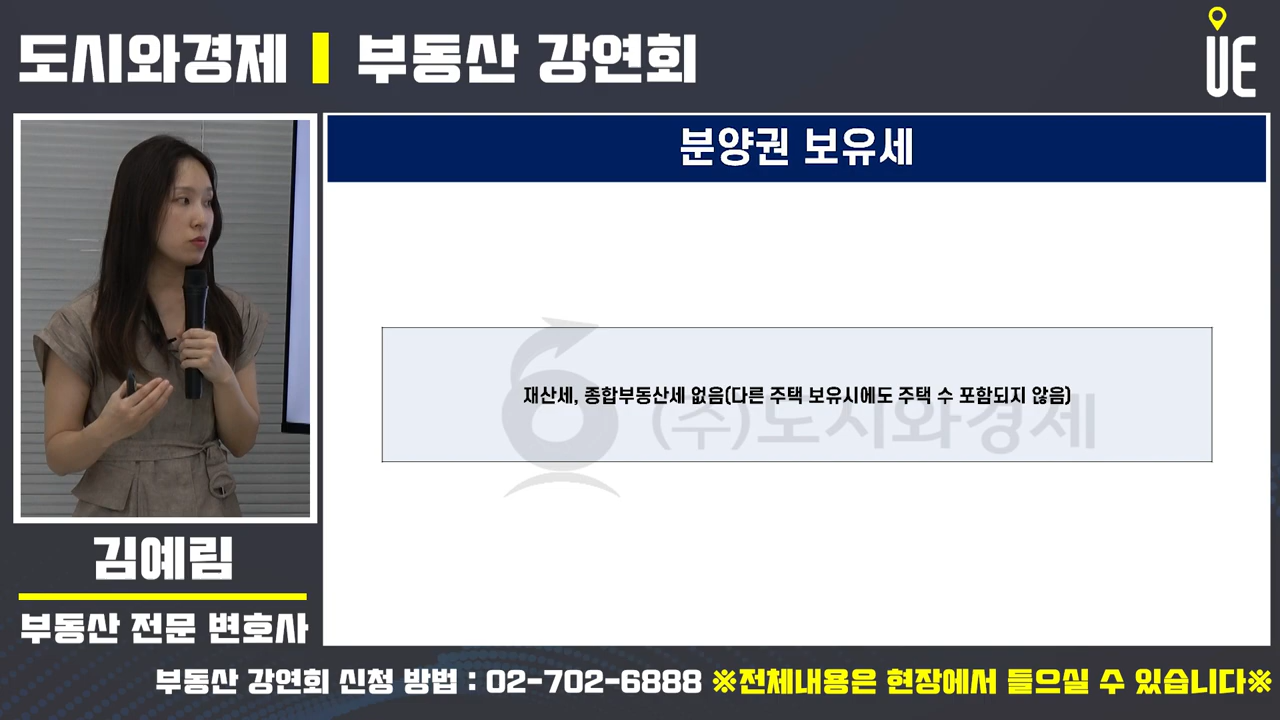 도시와경제 부동산 강연회
UE
분양권 보유세
재산세, 종합부동산세 없음(다른 주택 보유시에도 주택 수 포함되지 않음)
(주)도시와경제
김예림
부동산 전문 변호사
부동산 강연회 신청 방법 : 02-702-6888 ※전체내용은 현장에서 들으실 수 있습니다※